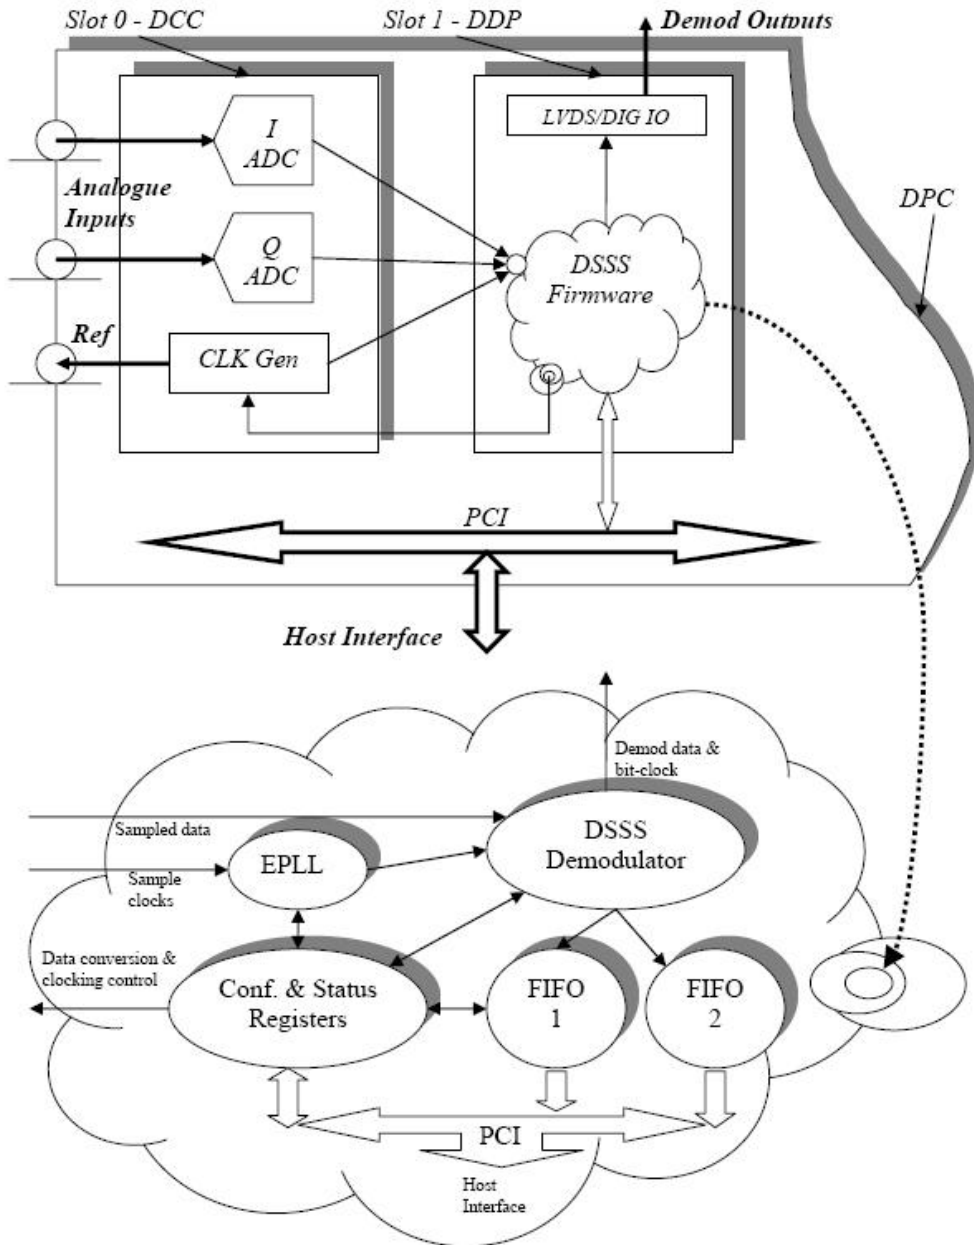 Slot 0 - DCC
Slot 1 - DDP
Demod Outputs
I
ADC
LVDS/DIG IO
Analogue
Inputs
DPC
Q
ADC
DSSS
Firmware
Ref
CLK Gen
PCI
Host Interface
Demod data &
bit-clock
Sampled data
DSSS
Demodulator
EPLL
Sample
clocks
Data conversion &
clocking control
Conf. & Status
Registers
FIFO
1
FIFO
2
PCI
Host
Interface